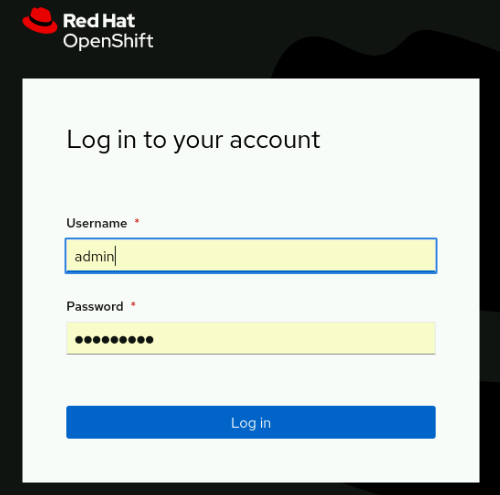 Red Hat
OpenShift
Log in to your account
Username *
admin
Password *
●●●●●●●●●
Log in